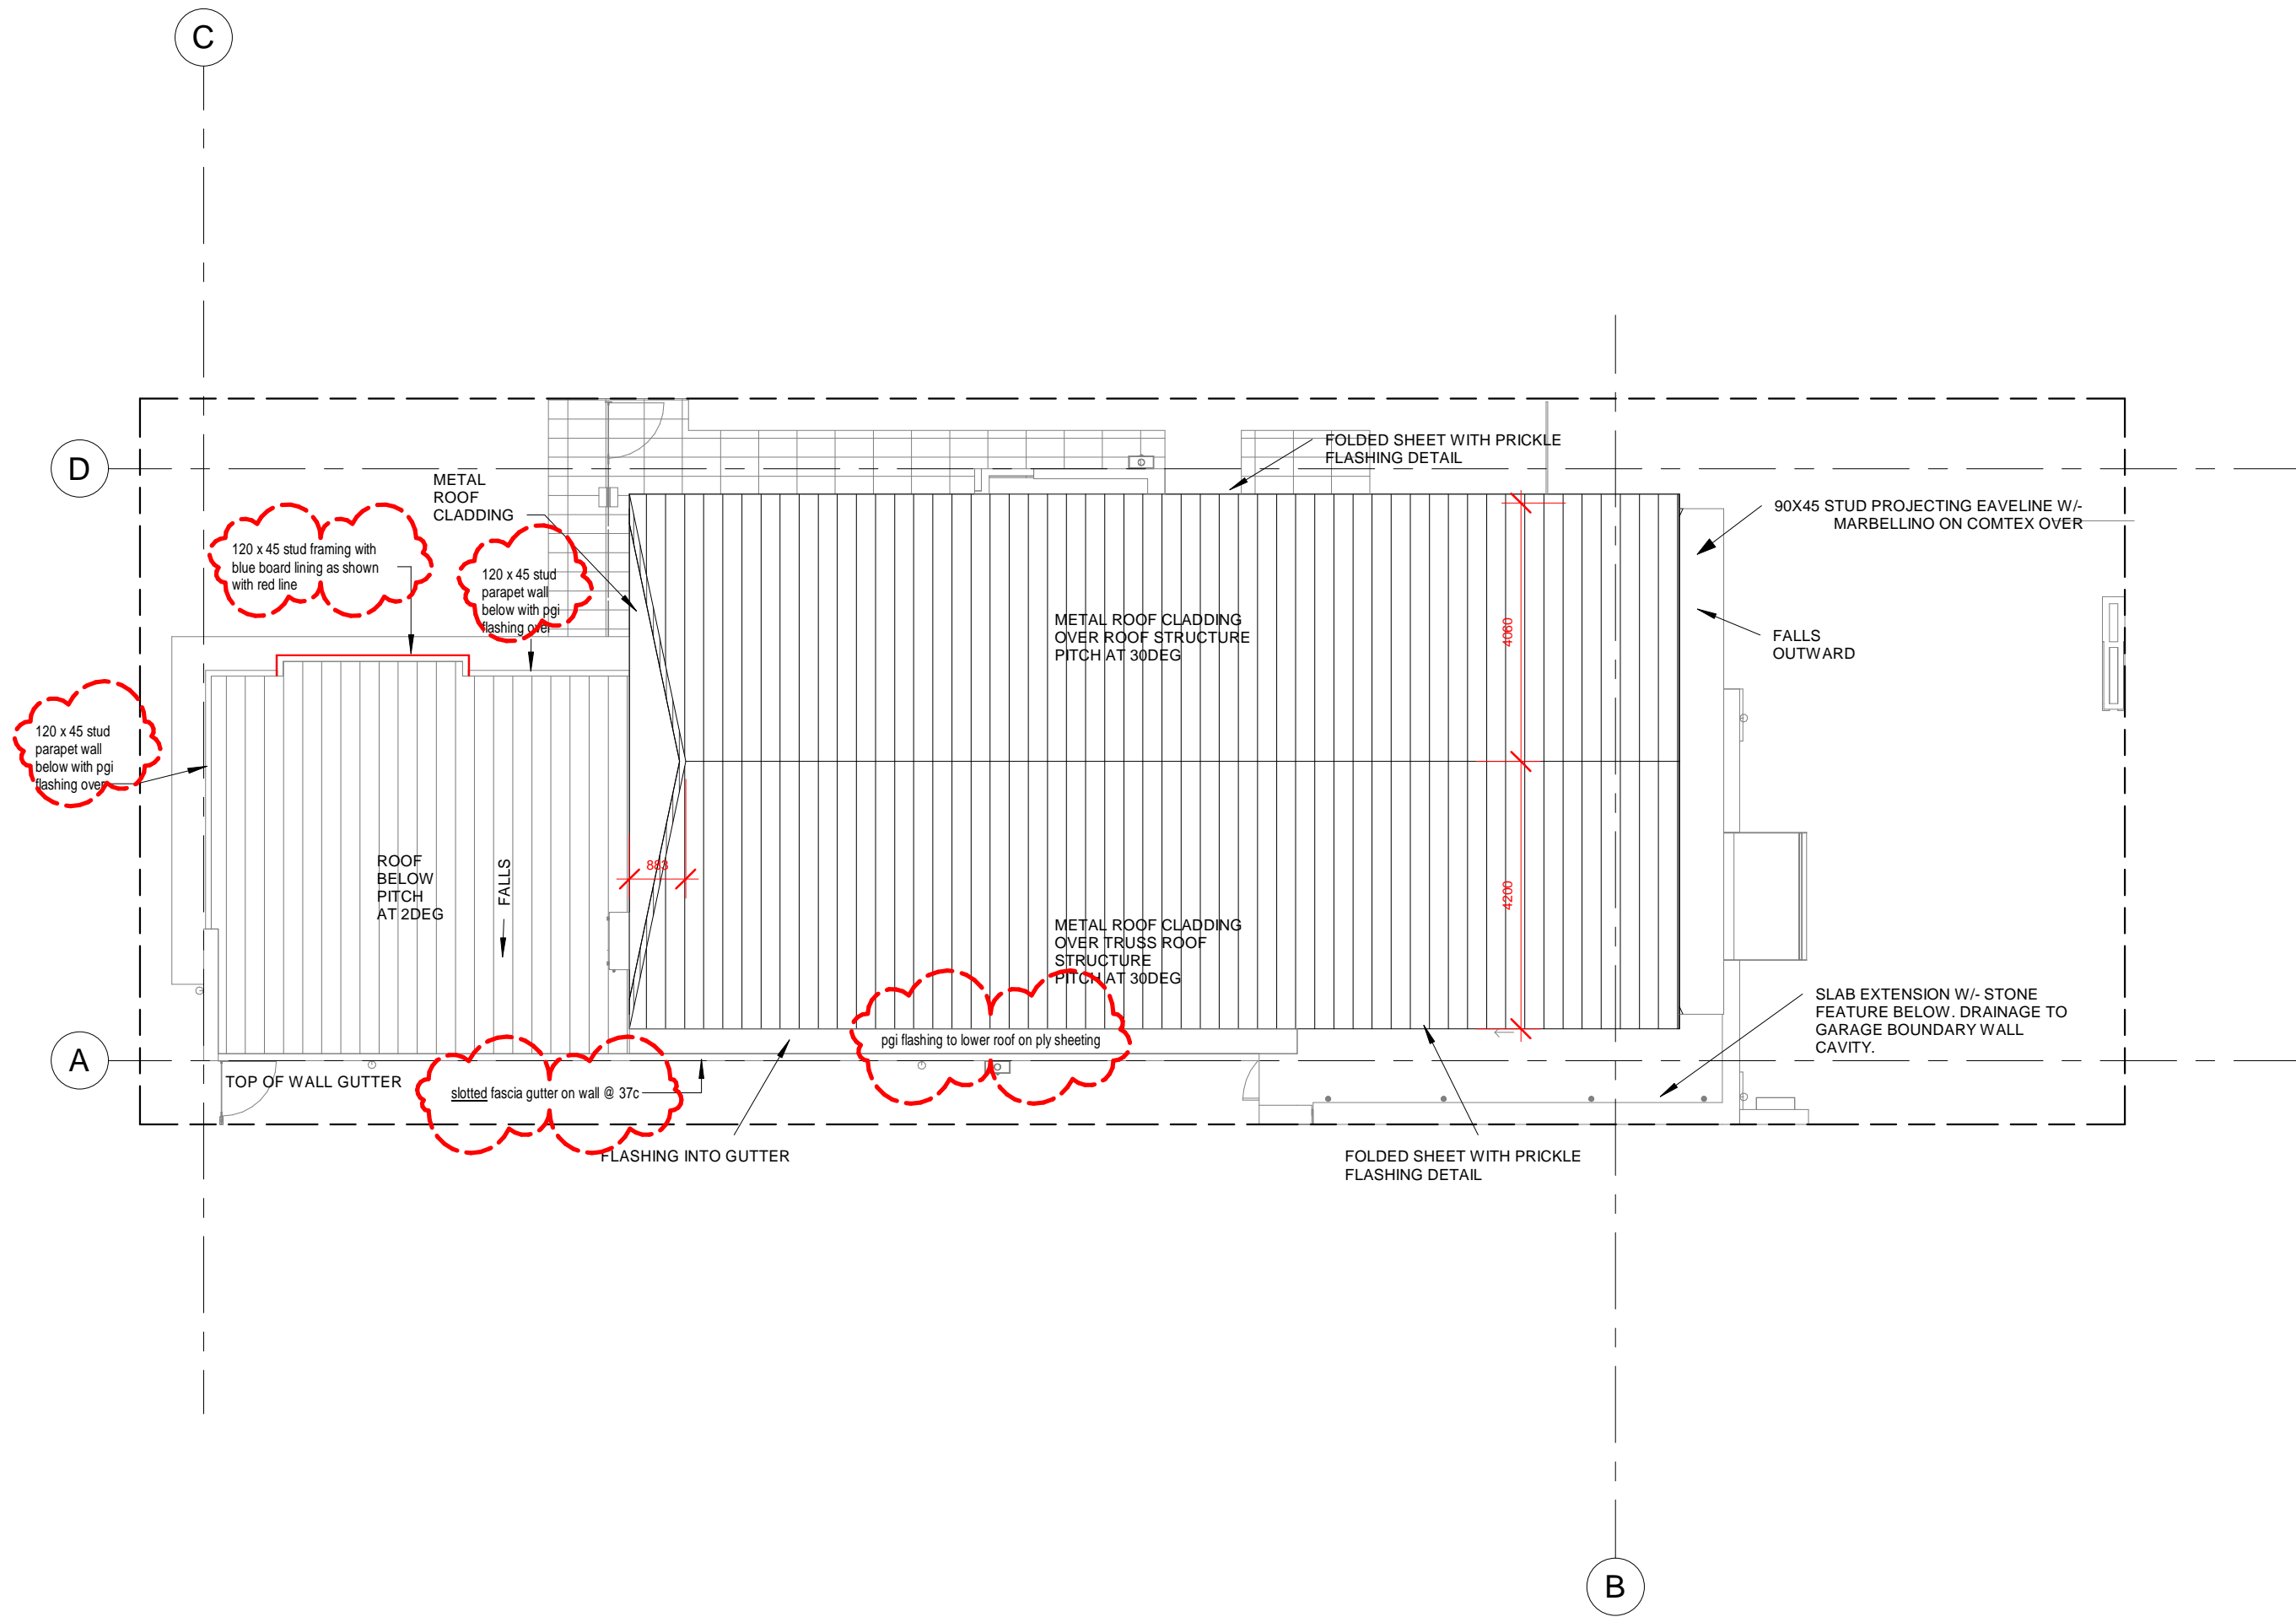 C
D
FOLDED SHEET WITH PRICKLE
FLASHING DETAIL
METAL
ROOF
CLADDING
90X45 STUD PROJECTING EAVELINE W/-
MARBELLINO ON COMTEX OVER
120 x 45 stud framing with
blue board lining as shown
with red line
120 x 45 stud
parapet wall
below with pgi
flashing over
METAL ROOF CLADDING
OVER ROOF STRUCTURE
PITCH AT 30DEG
4060
FALLS
OUTWARD
120 x 45 stud
parapet wall
below with pgi
flashing over
ROOF
BELOW
PITCH
AT 2DEG
FALLS
883
4200
METAL ROOF CLADDING
OVER TRUSS ROOF
STRUCTURE
PITCH AT 30DEG
SLAB EXTENSION W/- STONE
FEATURE BELOW. DRAINAGE TO
GARAGE BOUNDARY WALL
CAVITY.
pgi flashing to lower roof on ply sheeting
A
TOP OF WALL GUTTER
slotted fascia gutter on wall @ 37c
FLASHING INTO GUTTER
FOLDED SHEET WITH PRICKLE
FLASHING DETAIL
B